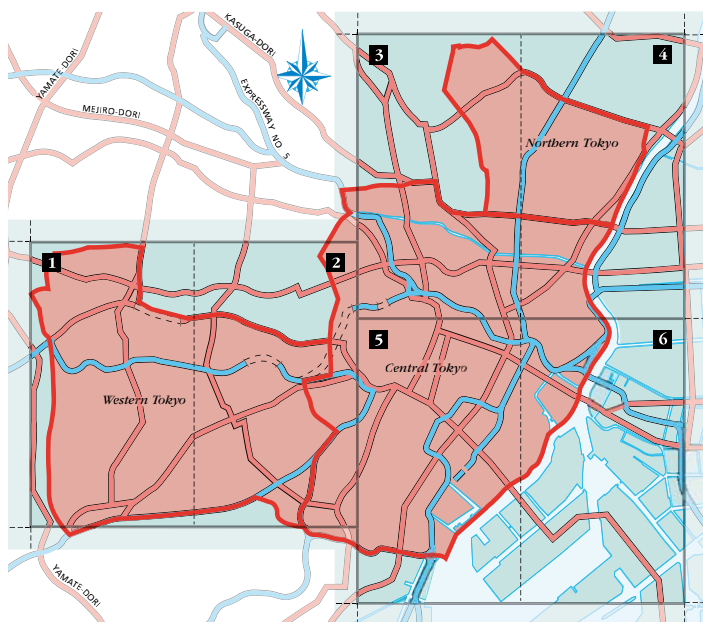 KASUGA-DORI
YAMATE-DORI
3
4
EXPRESSWAY NO. 5
MEJIRO-DORI
Northern Tokyo
1
2
5
6
Central Tokyo
Western Tokyo
YAMATE-DORI